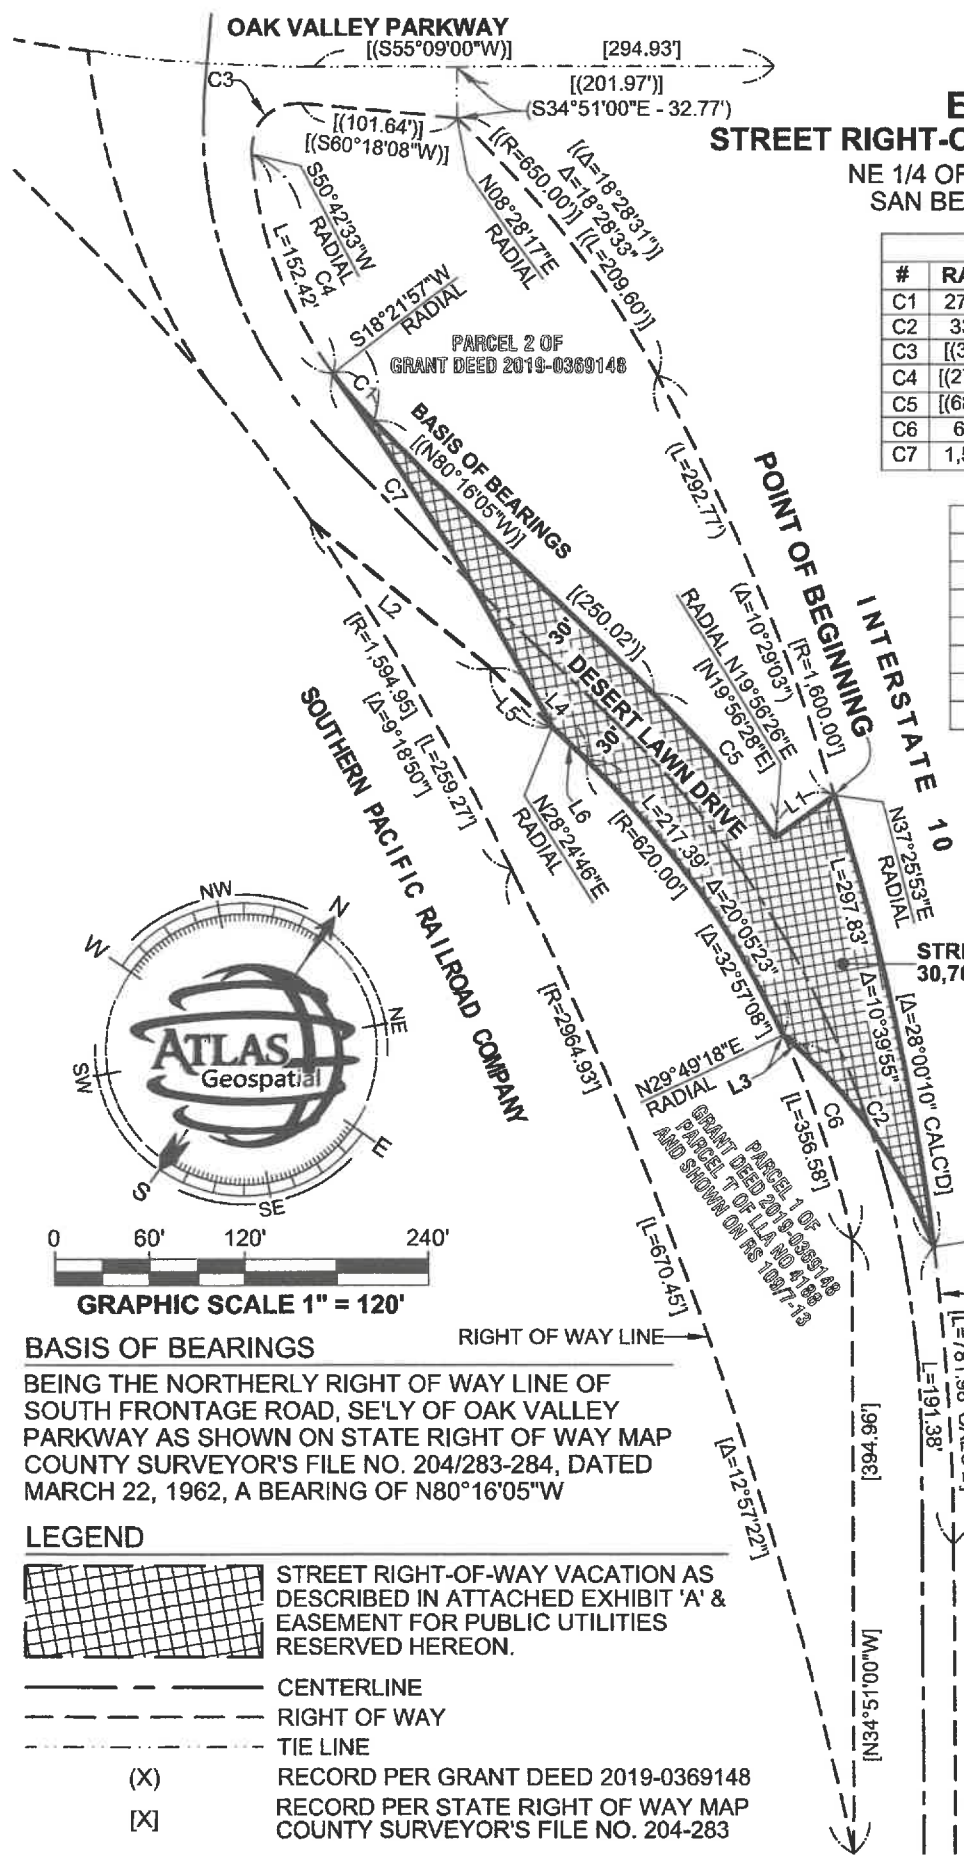 OAK VALLEY PARKWAY
[(S55°09'00"W)]
[294.93']
[(201.97')]
(S34°51'00"E - 32.77')
C3
[(101.64')]
[(S60°18'08"W)]
STREET RIGHT-O
NE 1/4 OF
SAN BE
#
RA
C1
27
C2
C3
C4
C5
[(68
C6
6
C7
S50°42'33"W
RADIAL
L=152.42'
C4
N08°28'17"E
RADIAL
[(R=650.00')]
[(Δ=18°28'31")]
Δ=18°28'33"
[(L=209.60')]
S18°21'57"W
RADIAL
PARCEL 2 OF
GRANT DEED 2019-0369148
C1
BASIS OF BEARINGS
[(N80°16'05"W)]
C7
[(250.02')]
(L=292.77')
(Δ=10°29'03")
[R=1,600.00']
POINT OF BEGINNING
INTERSTATE 10
RADIAL N19°56'26"E
[N19°56'28"E]
C5
L1
L2
L5
L4
L6
30'
DESERT LAWN DRIVE
30'
[R=1,594.95]
[L=259.27']
[Δ=9°18'50"]
SOUTHERN PACIFIC RAILROAD COMPANY
N28°24'46"E
RADIAL
L=217.39'
Δ=20°05'23"
[R=620.00']
[Δ=32°57'08"]
N37°25'53"E
RADIAL
L=297.83'
Δ=10°39'55"
[Δ=28°00'10" CALC'D]
STRE
30,76
N29°49'18"E
RADIAL
L3
C6
C2
[L=356.58']
PARCEL 1 OF
GRANT DEED 2019-0369148
PARCEL '1' OF LLA NO 4188
AND SHOWN ON RS 109/7-13
[R=2964.93']
[L=670.45']
[Δ=12°57'22"]
RIGHT OF WAY LINE
[394.96']
[N34°51'00"W]
L=191.38'
NW
N
W
NE
SW
E
S
SE
ATLAS
Geospatial
0 60' 120' 240'
GRAPHIC SCALE 1" = 120'
BASIS OF BEARINGS
BEING THE NORTHERLY RIGHT OF WAY LINE OF
SOUTH FRONTAGE ROAD, SE'LY OF OAK VALLEY
PARKWAY AS SHOWN ON STATE RIGHT OF WAY MAP
COUNTY SURVEYOR'S FILE NO. 204/283-284, DATED
MARCH 22, 1962, A BEARING OF N80°16'05"W
LEGEND
STREET RIGHT-OF-WAY VACATION AS
DESCRIBED IN ATTACHED EXHIBIT 'A' &
EASEMENT FOR PUBLIC UTILITIES
RESERVED HEREON.
CENTERLINE
RIGHT OF WAY
TIE LINE
(X) RECORD PER GRANT DEED 2019-0369148
[X] RECORD PER STATE RIGHT OF WAY MAP
COUNTY SURVEYOR'S FILE NO. 204-283